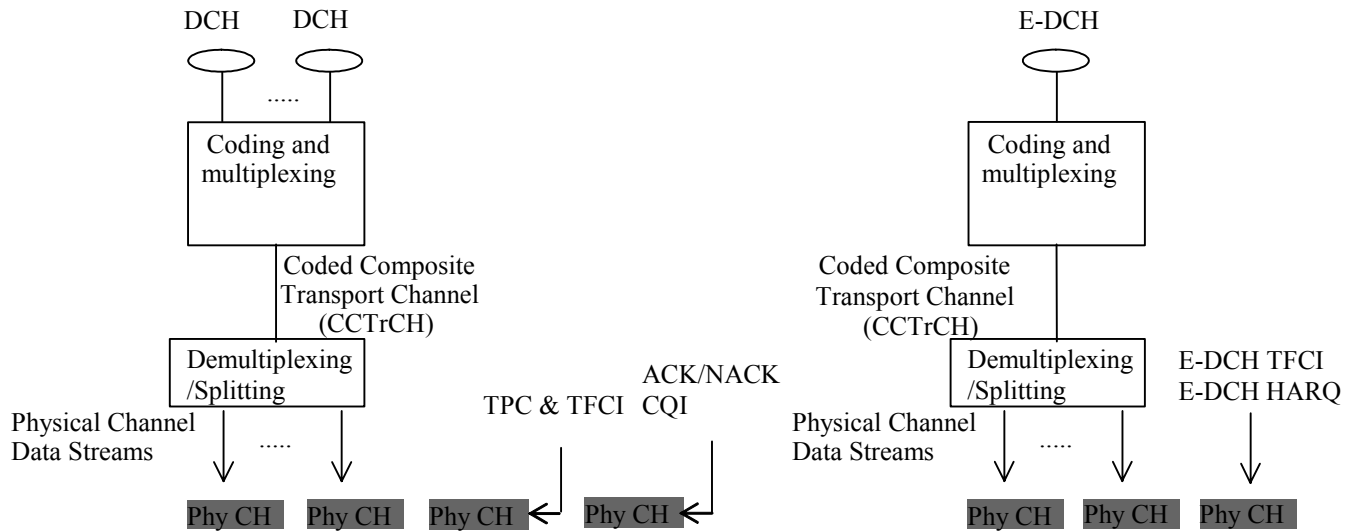 DCH
DCH
E-DCH
.....
Coding and
multiplexing
Coding and
multiplexing
Coded Composite
Transport Channel
(CCTrCH)
Coded Composite
Transport Channel
(CCTrCH)
Demultiplexing
/Splitting
ACK/NACK
CQI
TPC & TFCI
Demultiplexing
/Splitting
E-DCH TFCI
E-DCH HARQ
Physical Channel
Data Streams
.....
Physical Channel
Data Streams
.....
Phy CH
Phy CH
Phy CH
Phy CH
Phy CH
Phy CH
Phy CH